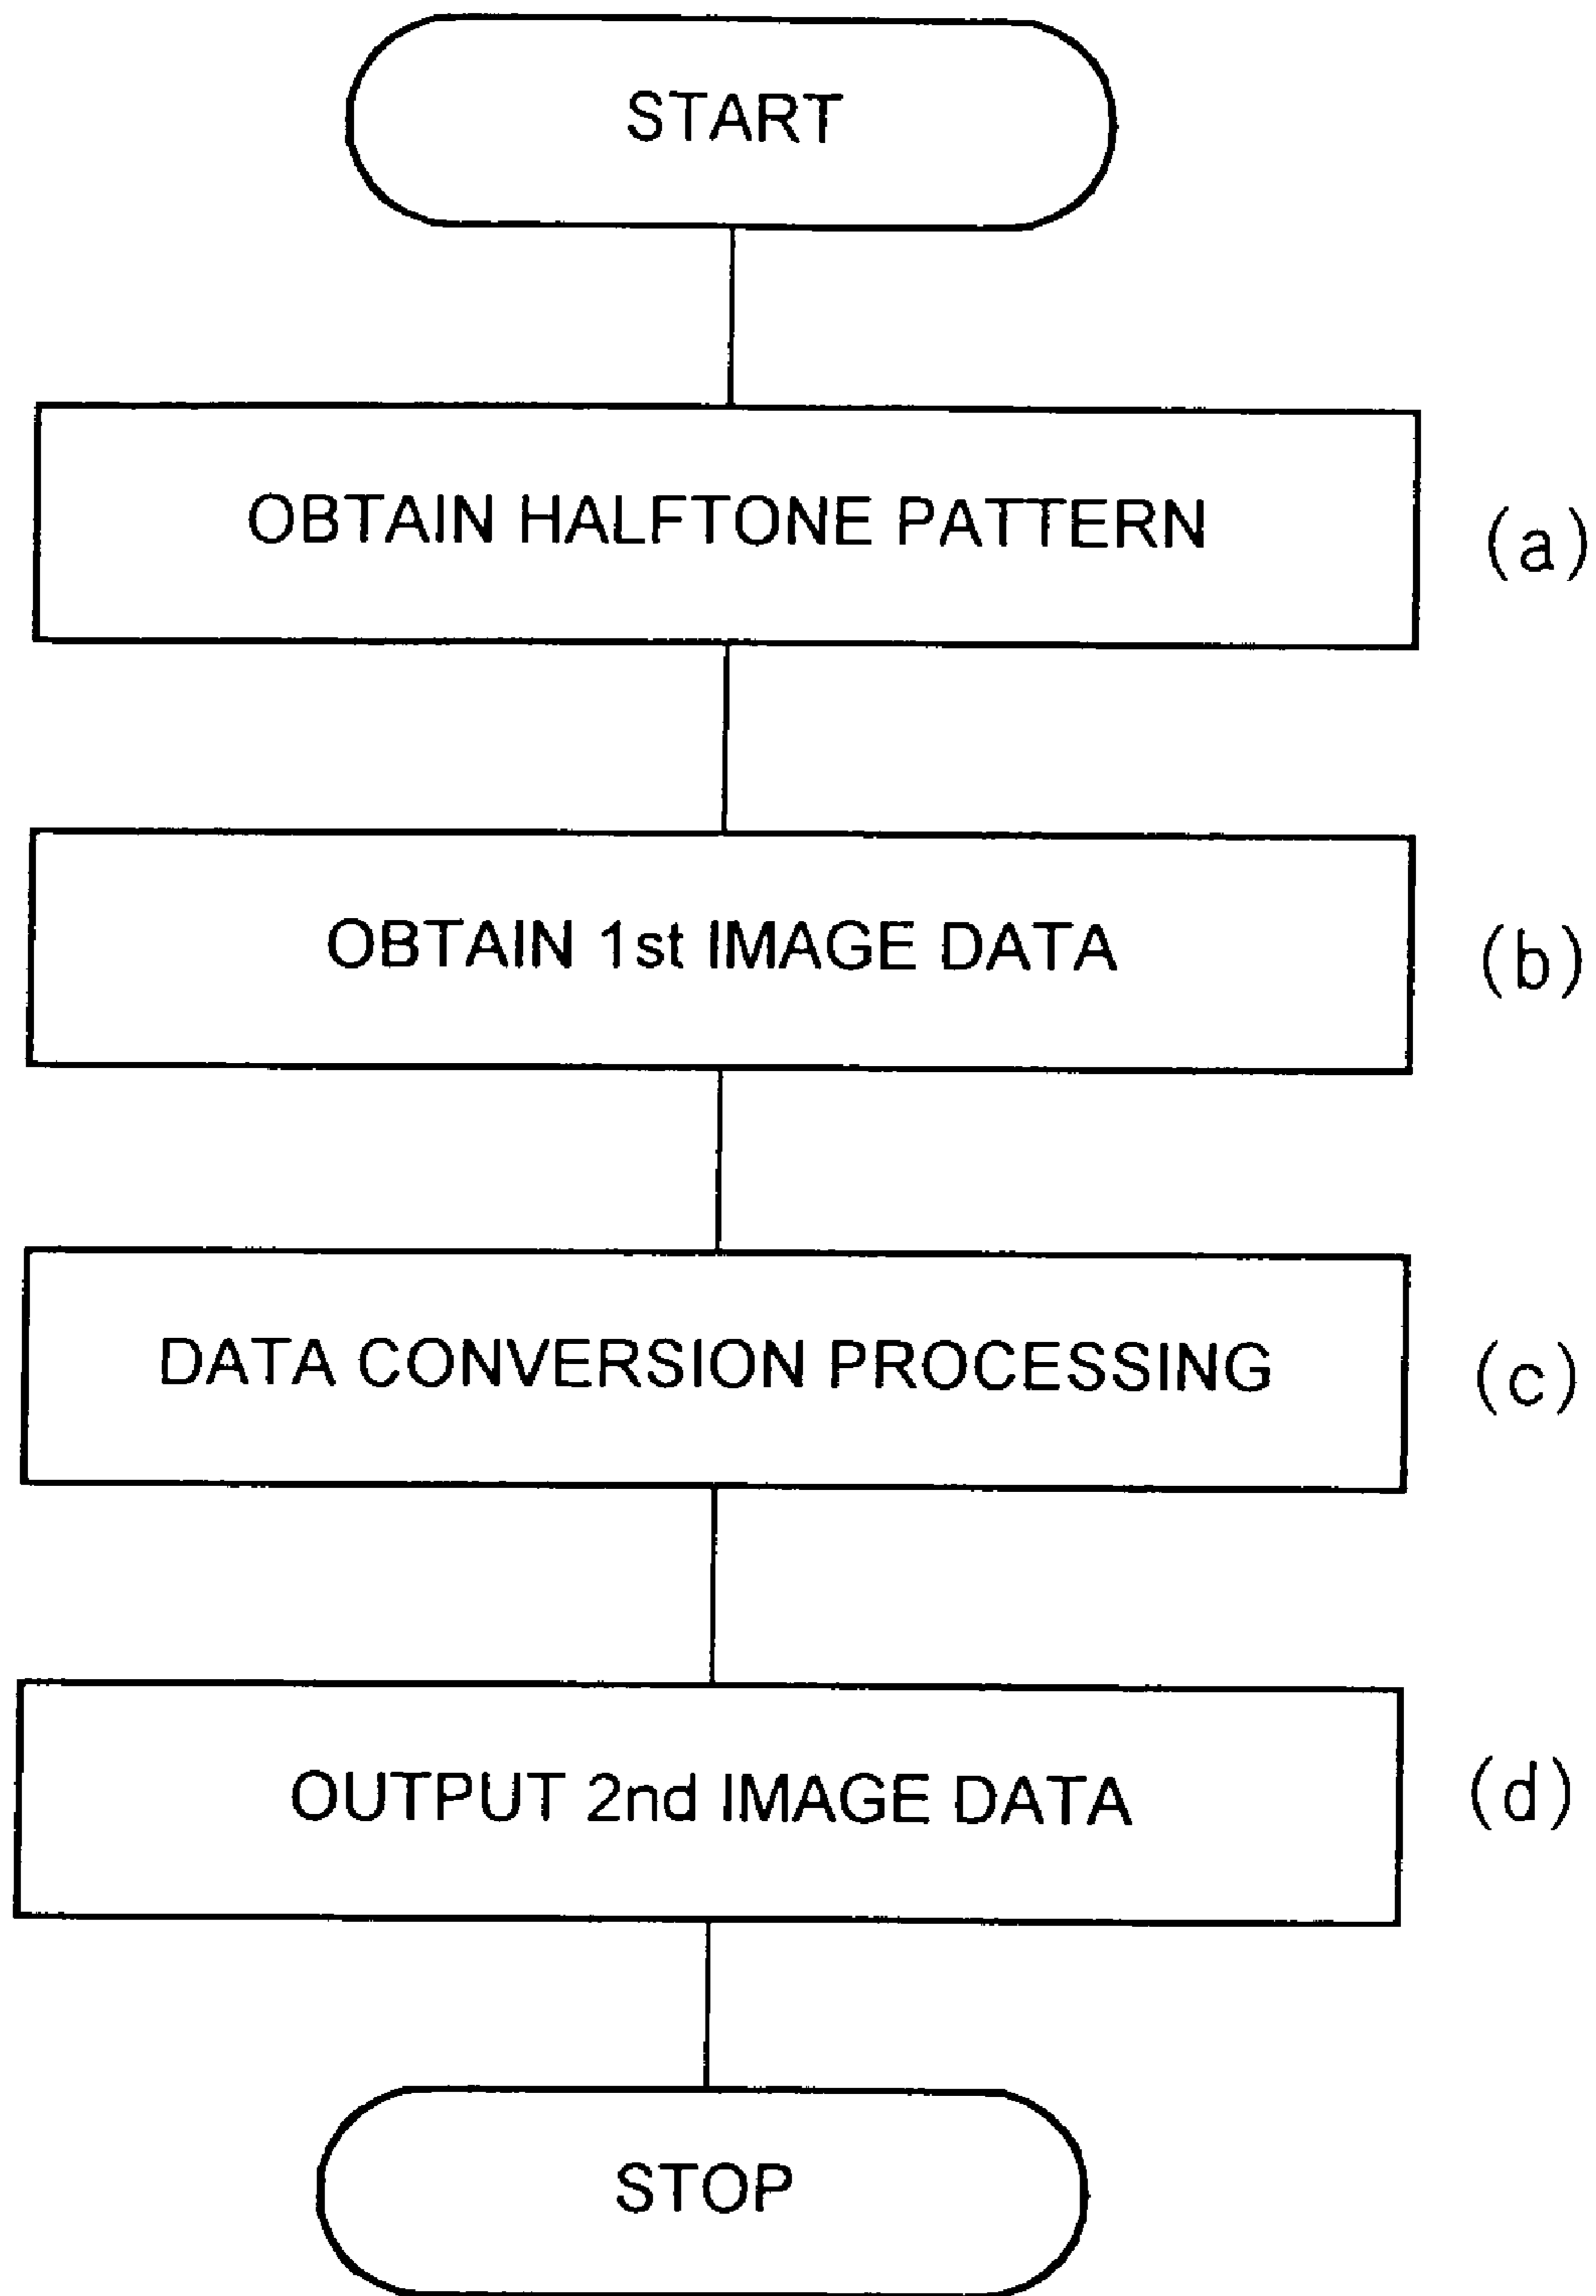 START
OBTAIN HALFTONE PATTERN (a)
OBTAIN 1st IMAGE DATA (b)
DATA CONVERSION PROCESSING (c)
OUTPUT 2nd IMAGE DATA (d)
STOP